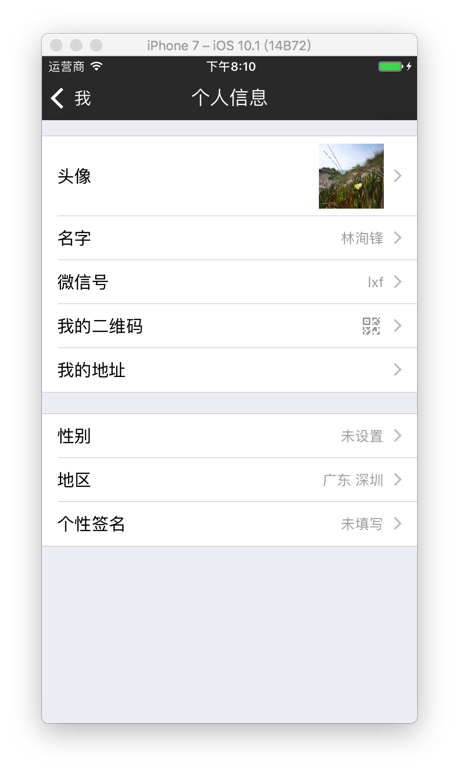 iPhone 7 – iOS 10.1 (14B72)
运营商 下午8:10
我 个人信息
头像
名字 林洵锋
微信号 lxf
我的二维码
我的地址
性别 未设置
地区 广东 深圳
个性签名 未填写